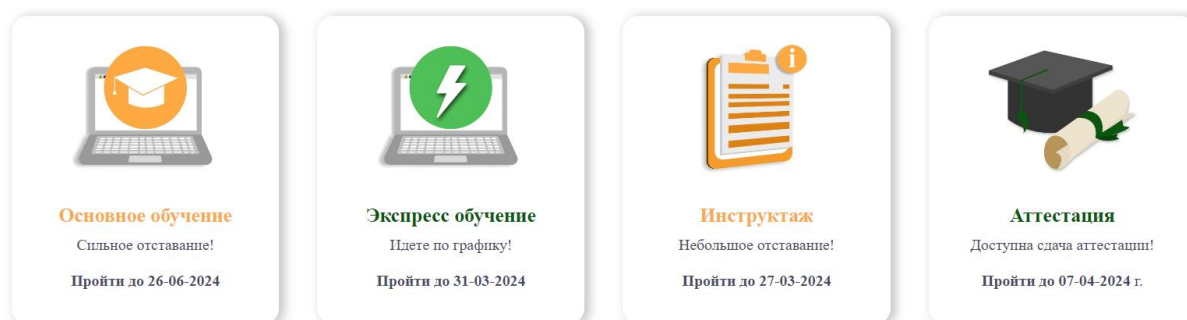 Основное обучение
Сильное отставание!
Пройти до 26-06-2024
Экспресс обучение
Идете по графику!
Пройти до 31-03-2024
i
Инструктаж
Небольшое отставание!
Пройти до 27-03-2024
Аттестация
Доступна сдача аттестации!
Пройти до 07-04-2024 г.